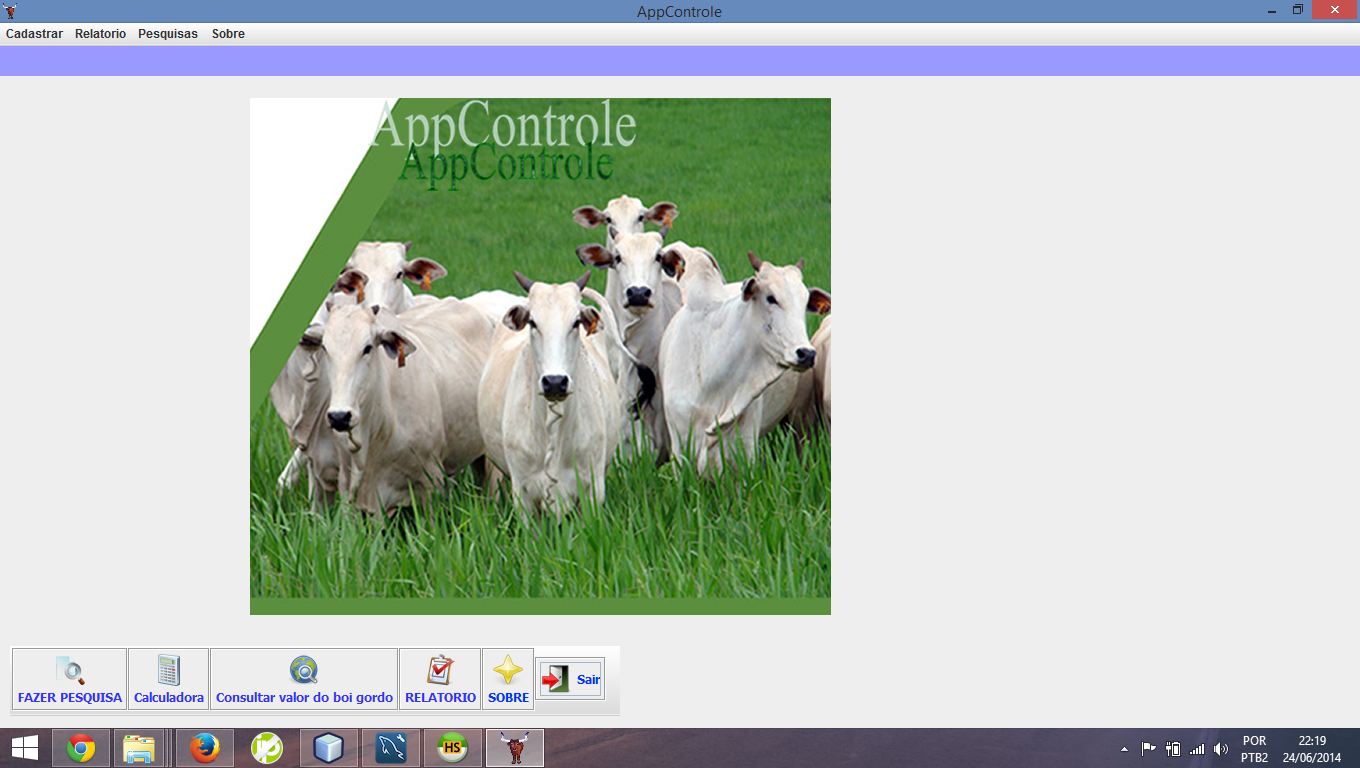 AppControle
Cadastrar Relatorio Pesquisas Sobre
AppControle
AppControle
FAZER PESQUISA Calculadora Consultar valor do boi gordo RELATORIO SOBRE Sair
HS
POR 22:19
PTB2 24/06/2014